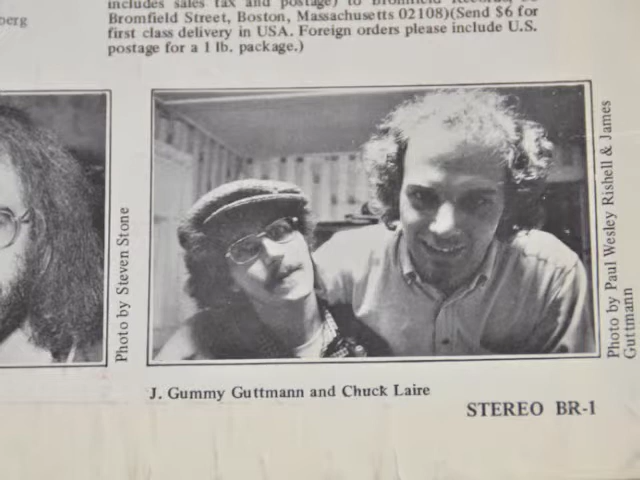 includes sales tax and postage) to Bromfield Records,
Bromfield Street, Boston, Massachusetts 02108)(Send $6 for
first class delivery in USA. Foreign orders please include U.S.
postage for a 1 lb. package.)
berg
Photo by Steven Stone
Photo by Paul Wesley Rishell & James
Guttmann
J. Gummy Guttmann and Chuck Laire
STEREO BR-1